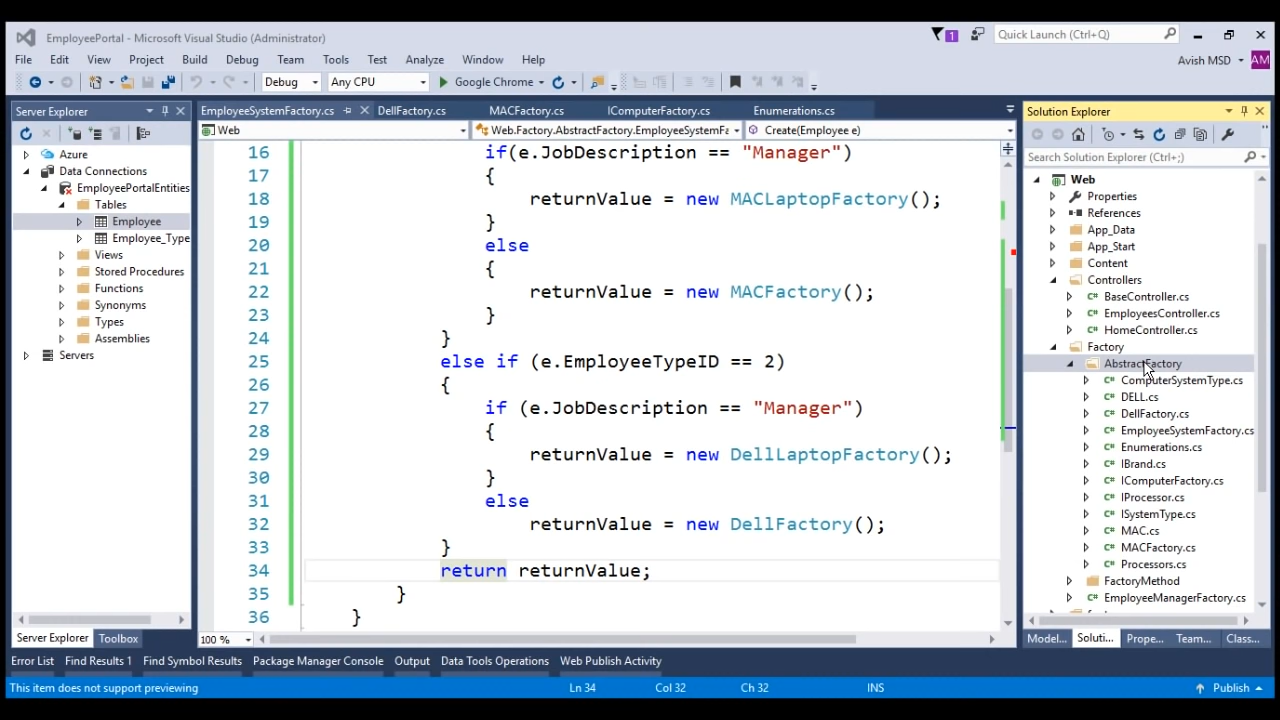 EmployeePortal - Microsoft Visual Studio (Administrator)
1
Quick Launch (Ctrl+Q)
File Edit View Project Build Debug Team Tools Test Analyze Window Help
Avish MSD
AM
Debug Any CPU Google Chrome
Server Explorer
EmployeeSystemFactory.cs DellFactory.cs MACFactory.cs IComputerFactory.cs Enumerations.cs
Web Web.Factory.AbstractFactory.EmployeeSystemFa Create(Employee e)
Azure
Data Connections
EmployeePortalEntities
Tables
Employee
Employee_Type
Views
Stored Procedures
Functions
Synonyms
Types
Assemblies
Servers
16 if(e.JobDescription == "Manager")
17 {
18 returnValue = new MACLaptopFactory();
19 }
20 else
21 {
22 returnValue = new MACFactory();
23 }
24 }
25 else if (e.EmployeeTypeID == 2)
26 {
27 if (e.JobDescription == "Manager")
28 {
29 returnValue = new DellLaptopFactory();
30 }
31 else
32 returnValue = new DellFactory();
33 }
34 return returnValue;
35 }
36 }
100 %
Solution Explorer
Search Solution Explorer (Ctrl+;)
Web
Properties
References
App_Data
App_Start
Content
Controllers
BaseController.cs
EmployeesController.cs
HomeController.cs
Factory
AbstractFactory
ComputerSystemType.cs
DELL.cs
DellFactory.cs
EmployeeSystemFactory.cs
Enumerations.cs
IBrand.cs
IComputerFactory.cs
IProcessor.cs
ISystemType.cs
MAC.cs
MACFactory.cs
Processors.cs
FactoryMethod
EmployeeManagerFactory.cs
Server Explorer Toolbox
Model... Soluti... Prope... Team... Class...
Error List Find Results 1 Find Symbol Results Package Manager Console Output Data Tools Operations Web Publish Activity
This item does not support previewing Ln 34 Col 32 Ch 32 INS Publish